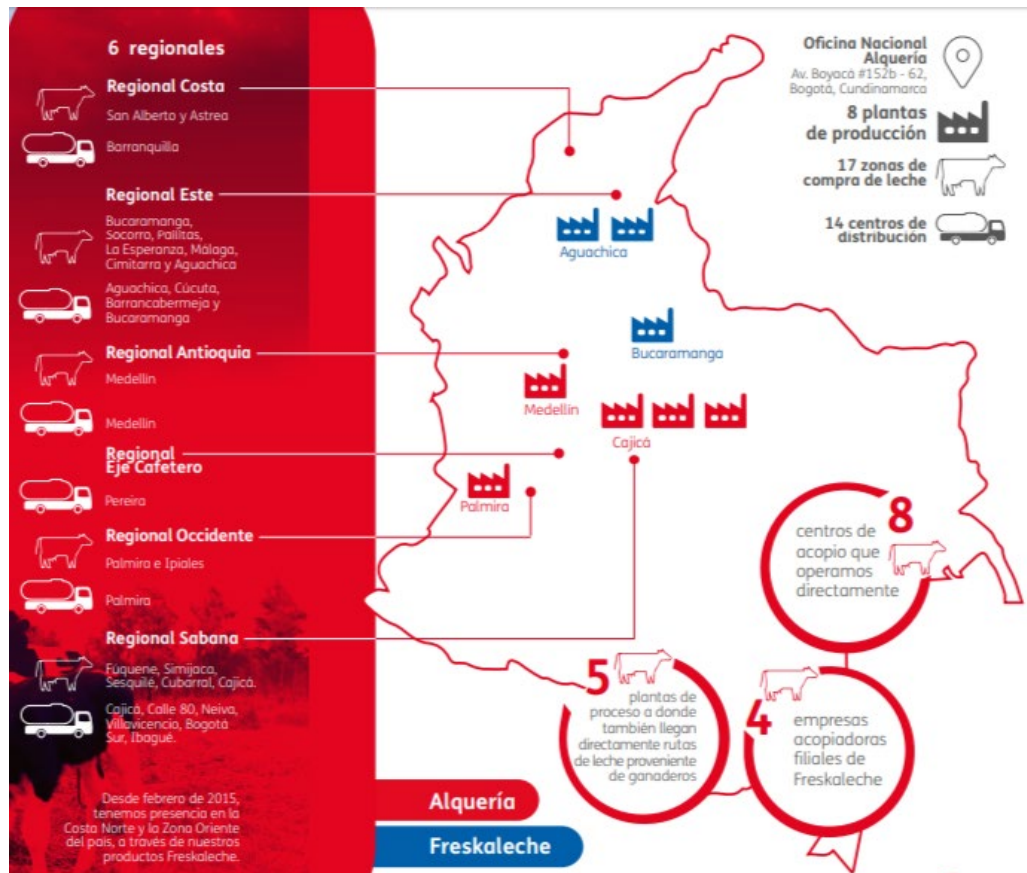 6 regionales
Regional Costa
San Alberto y Astrea
Barranquilla
Regional Este
Bucaramanga,
Socorro, Pallitas,
La Esperanza, Málaga,
Cimitarra y Aguachica
Aguachica, Cúcuta,
Barrancabermeja y
Bucaramanga
Regional Antioquia
Medellín
Medellín
Regional
Eje Cafetero
Pereira
Regional Occidente
Palmira e Ipiales
Palmira
Regional Sabana
Fúquene, Simijaca,
Sesquilé, Cubarral, Cajicá.
Cajicá, Calle 80, Neiva,
Villavicencio, Bogotá
Sur, Ibagué.
Desde febrero de 2015,
tenemos presencia en la
Costa Norte y la Zona Oriente
del país, a través de nuestros
productos Freskaleche.
Aguachica
Bucaramanga
Medellín
Cajicá
Palmira
Oficina Nacional
Alquería
Av. Boyacá #152b - 62,
Bogotá, Cundinamarca
8 plantas
de producción
17 zonas de
compra de leche
14 centros de
distribución
8
centros de
acopio que
operamos
directamente
5
plantas de
proceso a donde
también llegan
directamente rutas
de leche proveniente
de ganaderos
4
empresas
acopiadoras
filiales de
Freskaleche
Alquería
Freskaleche